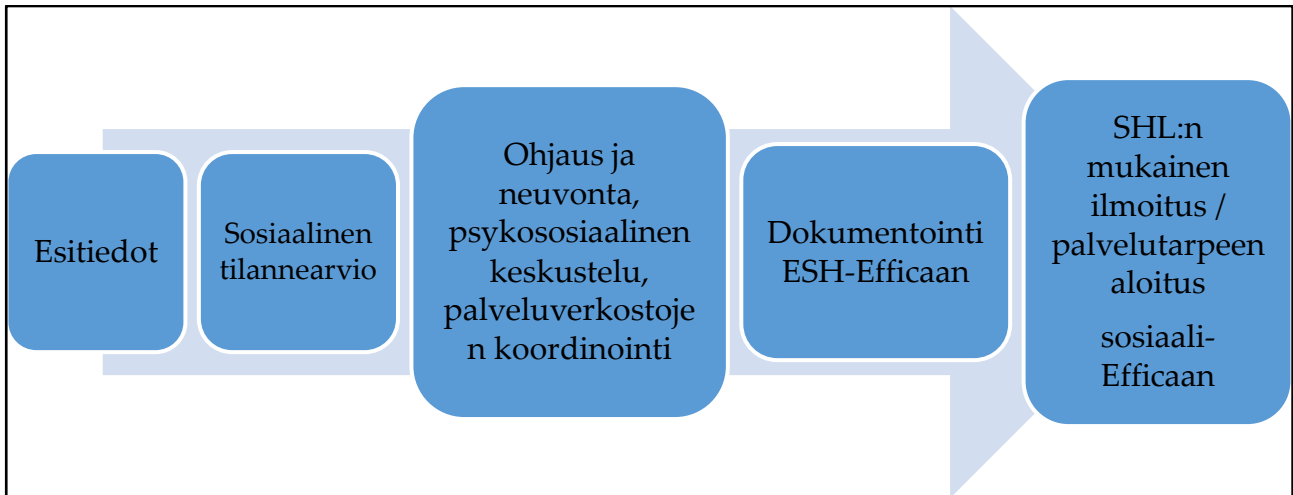 Esitiedot
Sosiaalinen
tilannearvio
Ohjaus ja
neuvonta,
psykososiaalinen
keskustelu,
palveluverkostoje
n koordinointi
Dokumentointi
ESH-Efficaan
SHL:n
mukainen
ilmoitus /
palvelutarpeen
aloitus
sosiaali-
Efficaan